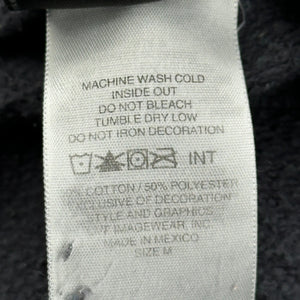 MACHINE WASH COLD
INSIDE OUT
DO NOT BLEACH
TUMBLE DRY LOW
DO NOT IRON DECORATION
INT
COTTON / 50% POLYESTER
EXCLUSIVE OF DECORATION
STYLE AND GRAPHICS
IMAGEWEAR, INC.
MADE IN MEXICO
SIZE M